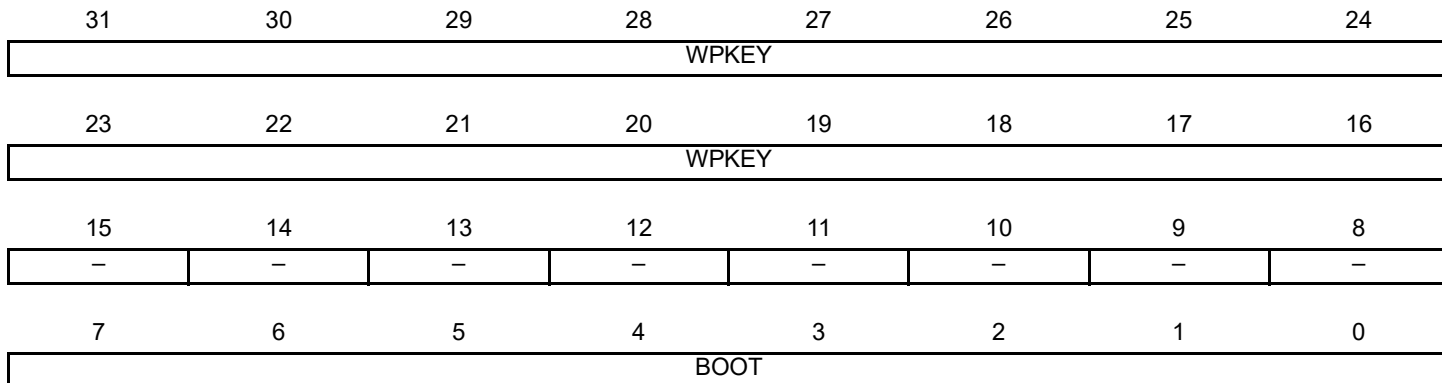 31 30 29 28 27 26 25 24
WPKEY
23 22 21 20 19 18 17 16
WPKEY
15 14 13 12 11 10 9 8
– – – – – – – –
7 6 5 4 3 2 1 0
BOOT